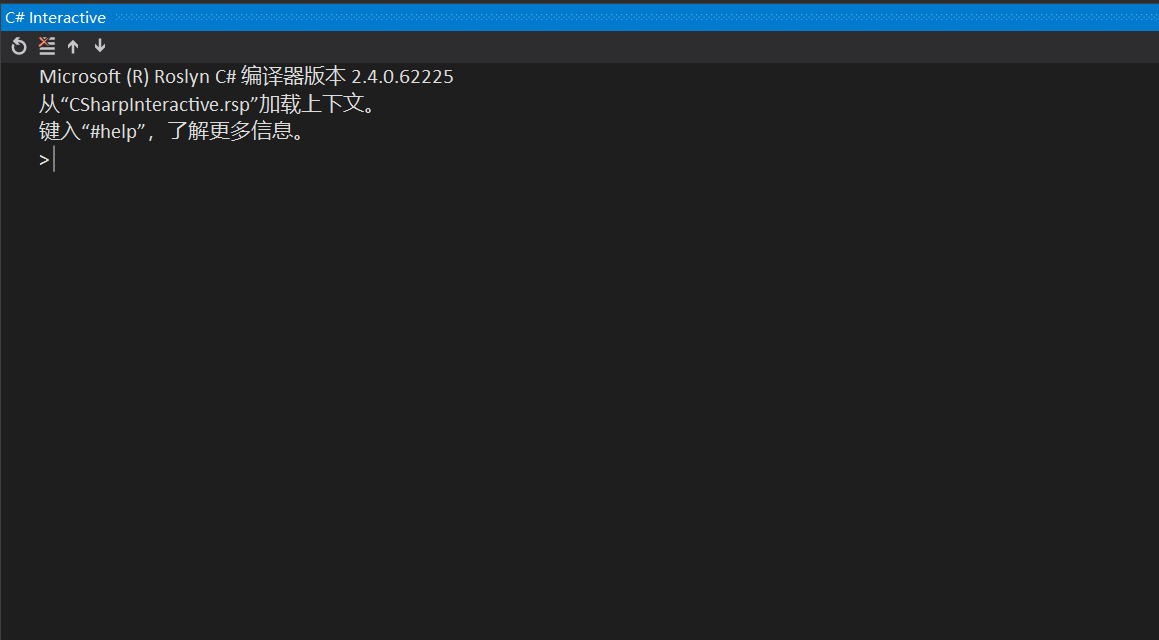 C# Interactive
Microsoft (R) Roslyn C# 编译器版本 2.4.0.62225
从“CSharpInteractive.rsp”加载上下文。
键入“#help”，了解更多信息。
>